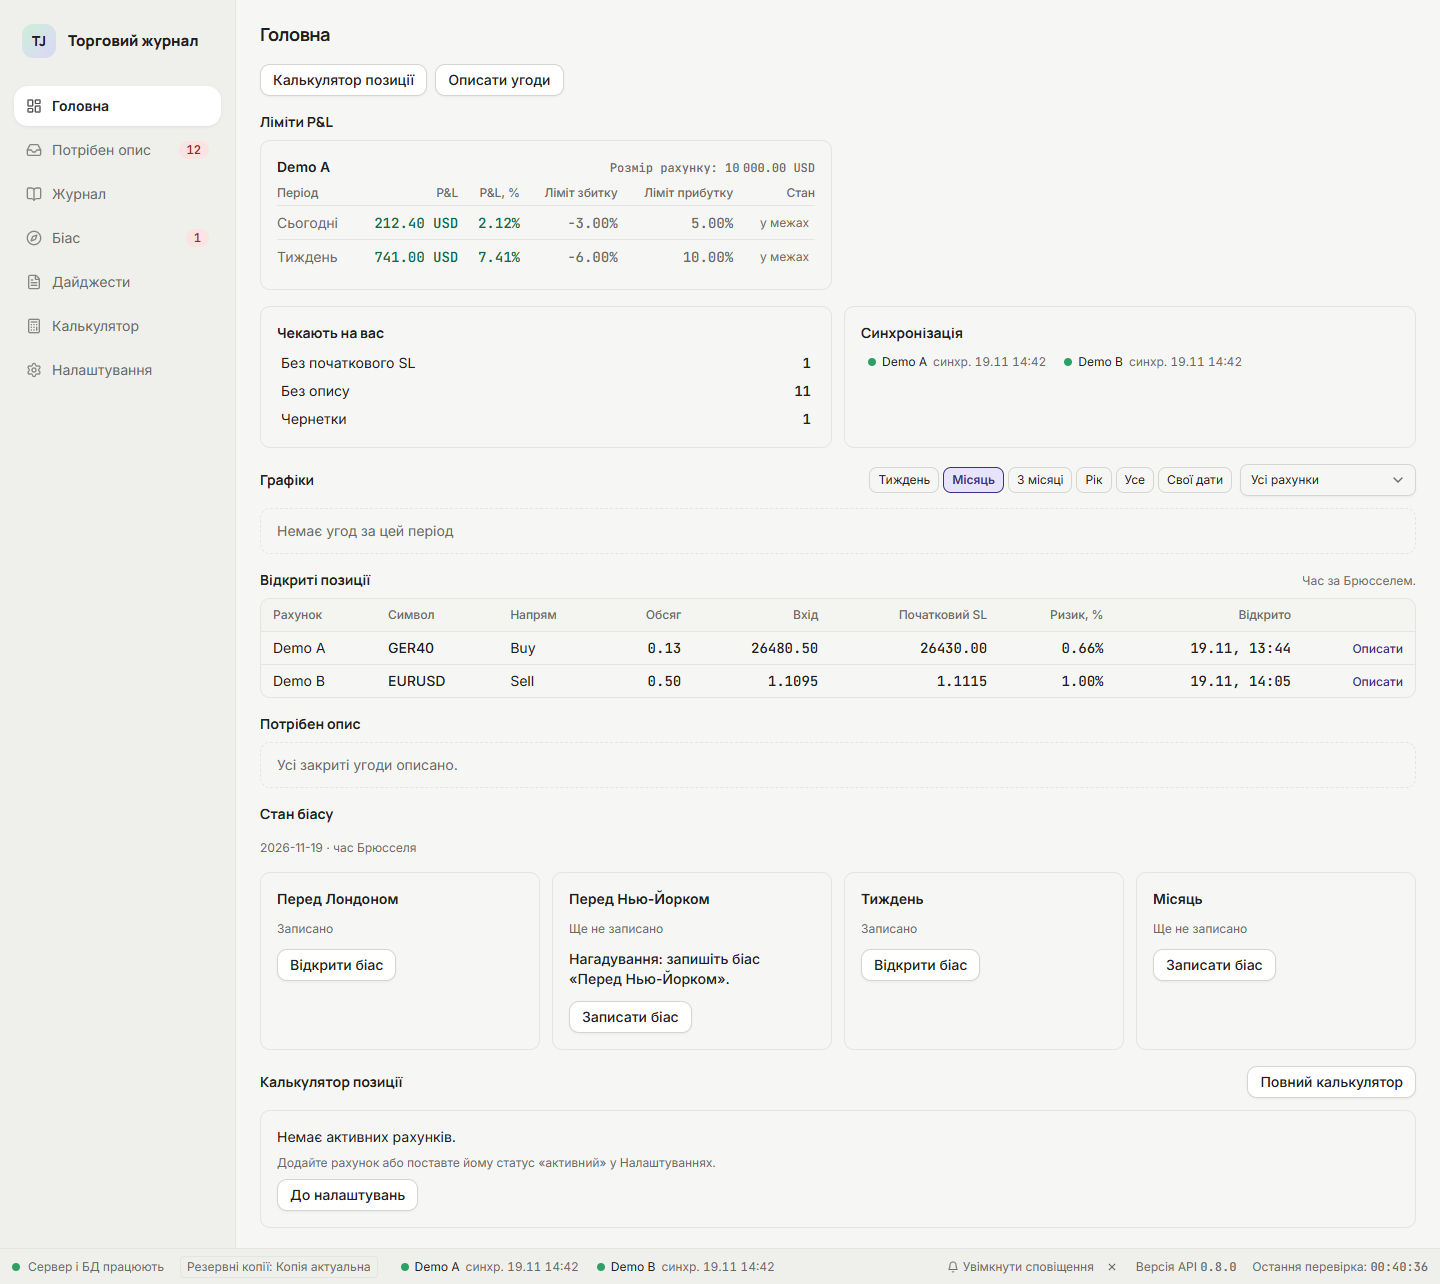 TJ Торговий журнал
Головна
Потрібен опис 12
Журнал
Біас 1
Дайджести
Калькулятор
Налаштування
Головна
Калькулятор позиції Описати угоди
Ліміти P&L
Demo A Розмір рахунку: 10 000.00 USD
Період P&L P&L, % Ліміт збитку Ліміт прибутку Стан
Сьогодні 212.40 USD 2.12% -3.00% 5.00% у межах
Тиждень 741.00 USD 7.41% -6.00% 10.00% у межах
Чекають на вас
Без початкового SL 1
Без опису 11
Чернетки 1
Синхронізація
Demo A синхр. 19.11 14:42 Demo B синхр. 19.11 14:42
Графіки Тиждень Місяць 3 місяці Рік Усе Свої дати Усі рахунки
Немає угод за цей період
Відкриті позиції Час за Брюсселем.
Рахунок Символ Напрям Обсяг Вхід Початковий SL Ризик, % Відкрито
Demo A GER40 Buy 0.13 26480.50 26430.00 0.66% 19.11, 13:44 Описати
Demo B EURUSD Sell 0.50 1.1095 1.1115 1.00% 19.11, 14:05 Описати
Потрібен опис
Усі закриті угоди описано.
Стан біасу
2026-11-19 · час Брюсселя
Перед Лондоном
Записано
Відкрити біас
Перед Нью-Йорком
Ще не записано
Нагадування: запишіть біас
«Перед Нью-Йорком».
Записати біас
Тиждень
Записано
Відкрити біас
Місяць
Ще не записано
Записати біас
Калькулятор позиції Повний калькулятор
Немає активних рахунків.
Додайте рахунок або поставте йому статус «активний» у Налаштуваннях.
До налаштувань
Сервер і БД працюють Резервні копії: Копія актуальна Demo A синхр. 19.11 14:42 Demo B синхр. 19.11 14:42 Увімкнути сповіщення × Версія API 0.8.0 Остання перевірка: 00:40:36